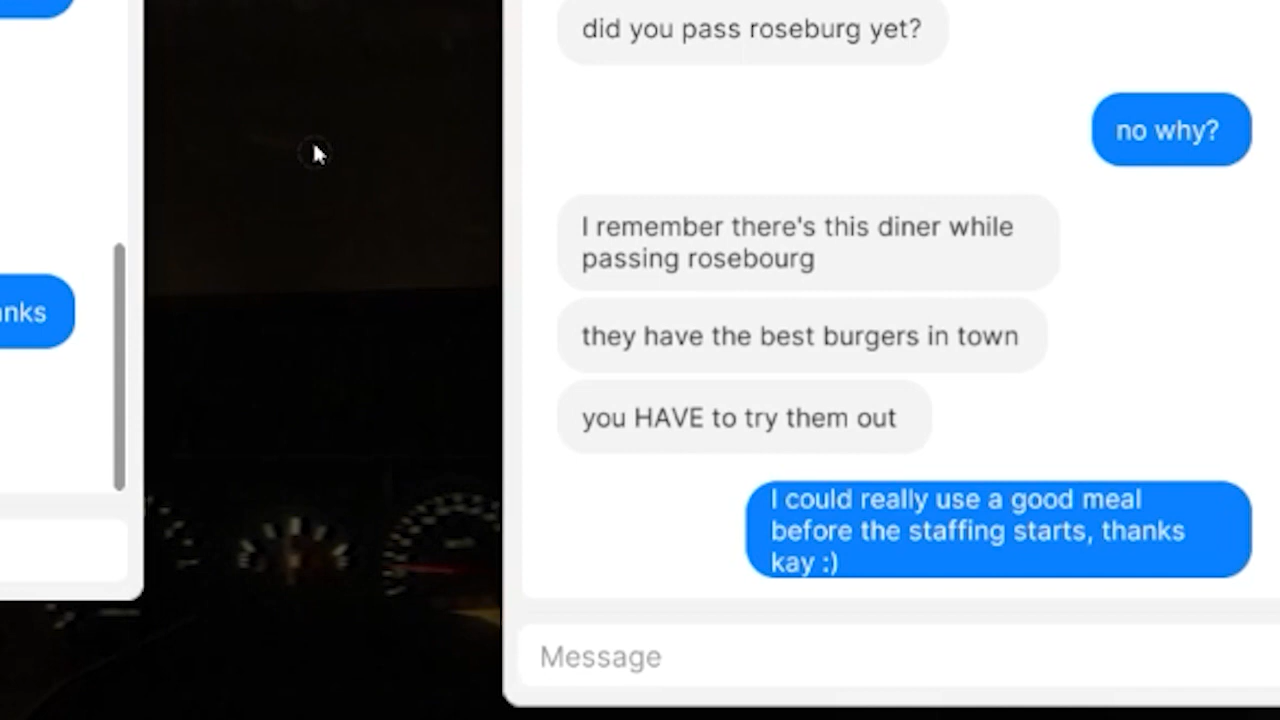 did you pass roseburg yet?
no why?
I remember there's this diner while
passing rosebourg
they have the best burgers in town
anks
you HAVE to try them out
I could really use a good meal
before the staffing starts, thanks
kay :)
Message